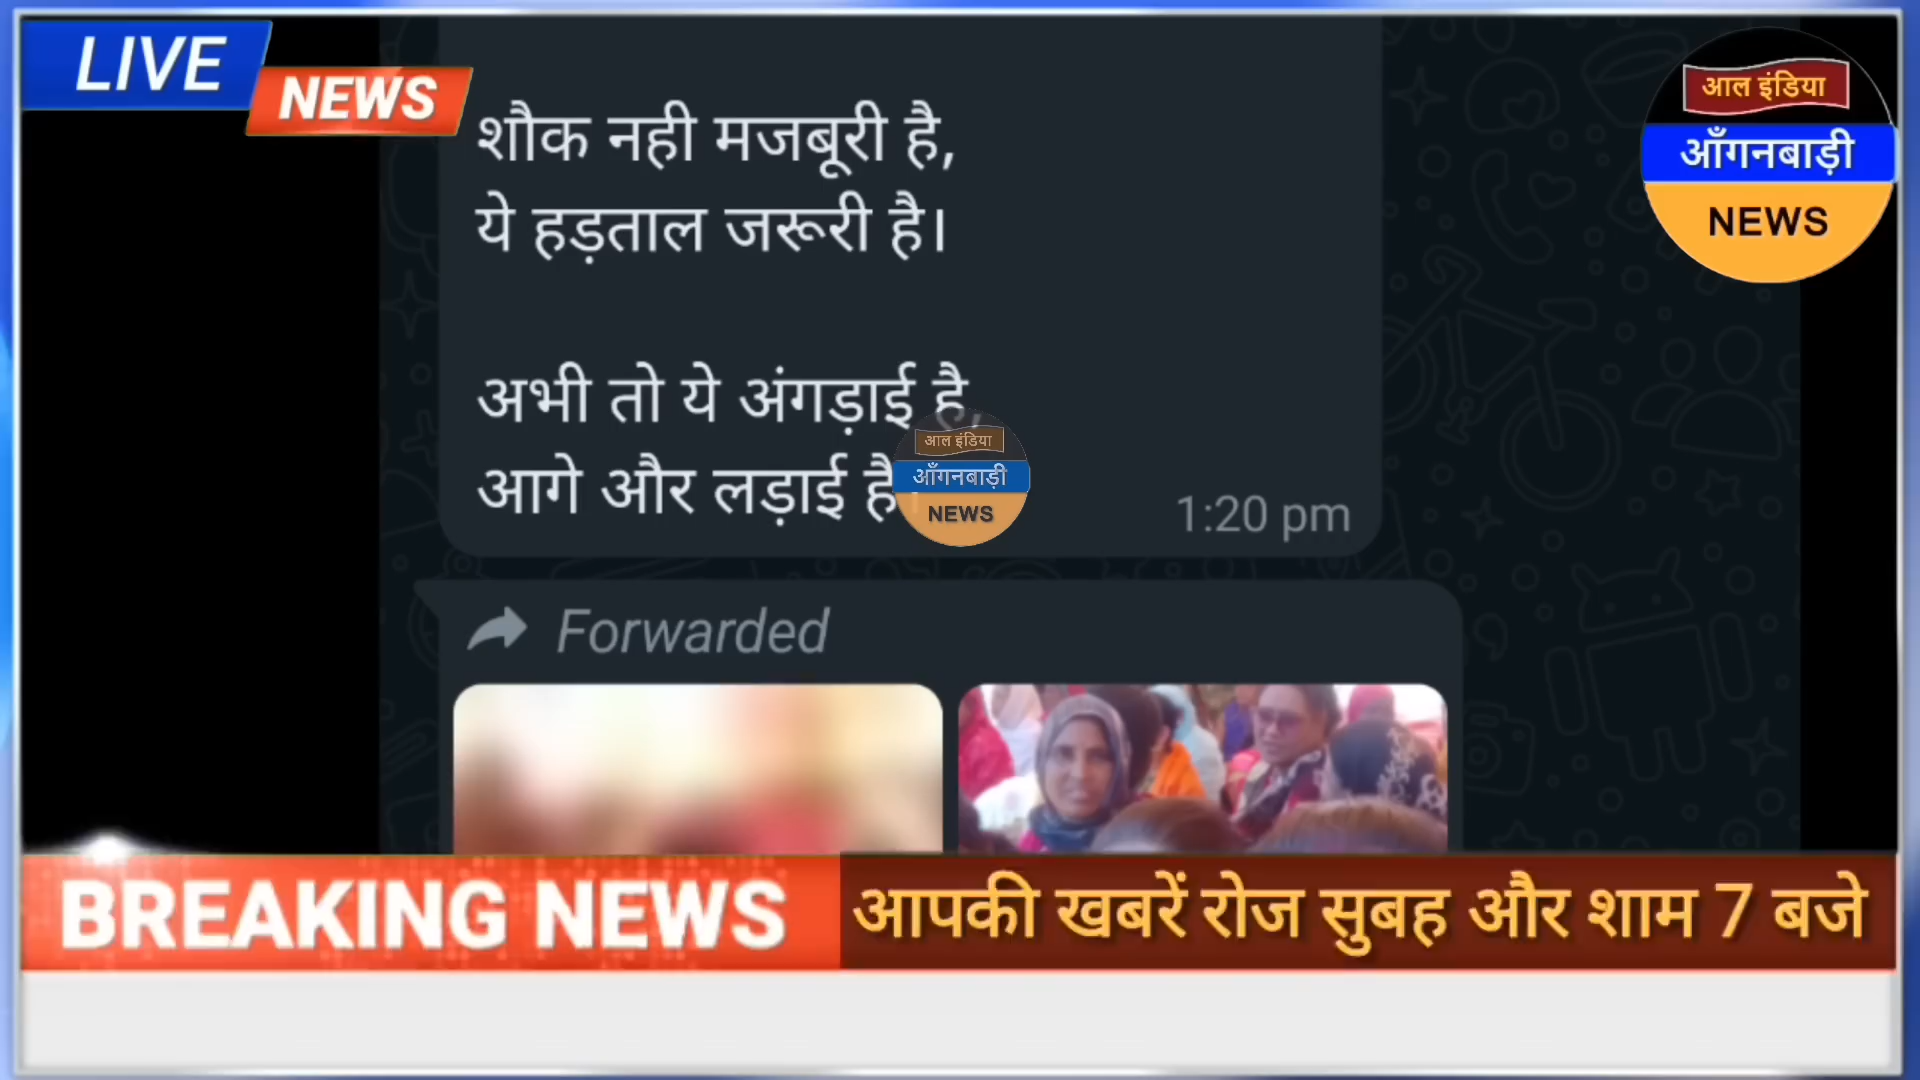 LIVE
NEWS
आल इंडिया
आँगनबाड़ी
NEWS
शौक नही मजबूरी है,
ये हड़ताल जरूरी है।
अभी तो ये अंगड़ाई है,
आगे और लड़ाई है।
आल इंडिया
आँगनबाड़ी
NEWS
1:20 pm
Forwarded
BREAKING NEWS
आपकी खबरें रोज सुबह और शाम 7 बजे